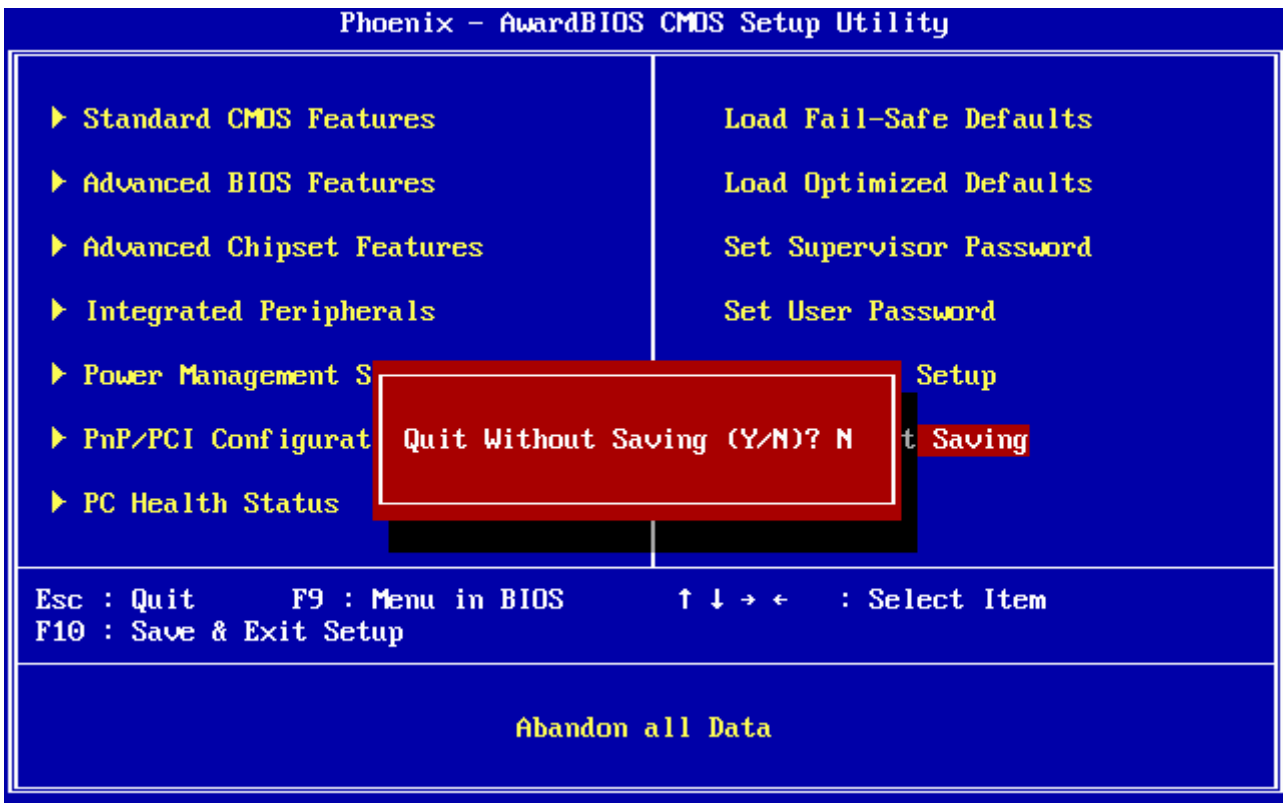 Phoenix - AwardBIOS CMOS Setup Utility
Standard CMOS Features
Advanced BIOS Features
Advanced Chipset Features
Integrated Peripherals
Power Management S
PnP/PCI Configurat
PC Health Status
Load Fail-Safe Defaults
Load Optimized Defaults
Set Supervisor Password
Set User Password
Setup
t Saving
Quit Without Saving (Y/N)? N
Esc : Quit F9 : Menu in BIOS ↑ ↓ → ← : Select Item
F10 : Save & Exit Setup
Abandon all Data